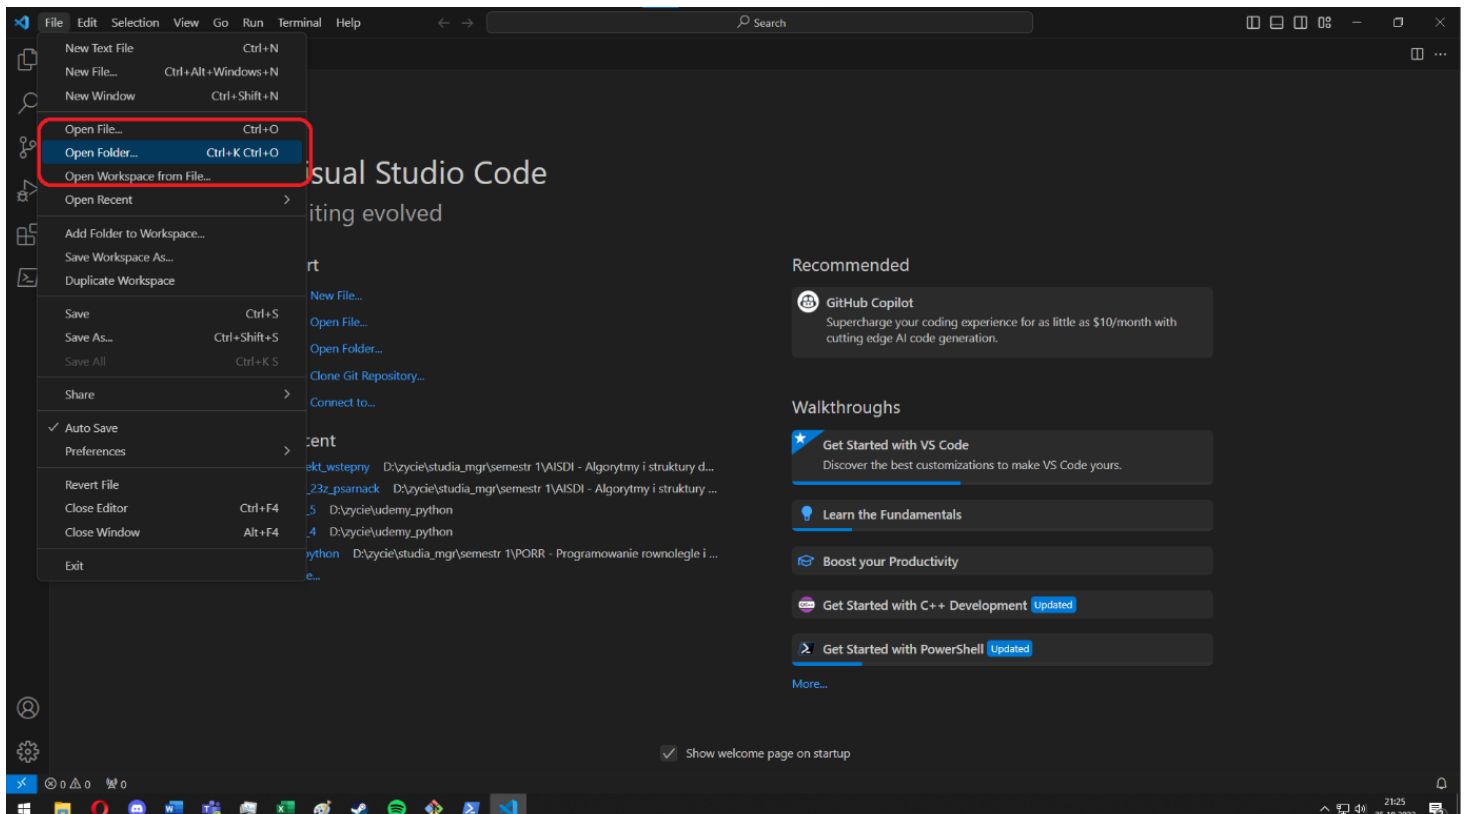 File Edit Selection View Go Run Terminal Help
Search
New Text File Ctrl+N
New File... Ctrl+Alt+Windows+N
New Window Ctrl+Shift+N
Open File... Ctrl+O
Open Folder... Ctrl+K Ctrl+O
Open Workspace from File...
Open Recent
Add Folder to Workspace...
Save Workspace As...
Duplicate Workspace
Save Ctrl+S
Save As... Ctrl+Shift+S
Save All Ctrl+K S
Share
Auto Save
Preferences
Revert File
Close Editor Ctrl+F4
Close Window Alt+F4
Exit
isual Studio Code
iting evolved
rt
New File...
Open File...
Open Folder...
Clone Git Repository...
Connect to...
cent
ekt_wstepny D:\zycie\studia_mgr\semestr 1\AISDI - Algorytmy i struktury d...
_23z_psarnack D:\zycie\studia_mgr\semestr 1\AISDI - Algorytmy i struktury ...
_5 D:\zycie\udemy_python
_4 D:\zycie\udemy_python
ython D:\zycie\studia_mgr\semestr 1\PORR - Programowanie rownolegle i ...
e...
Recommended
GitHub Copilot
Supercharge your coding experience for as little as $10/month with
cutting edge AI code generation.
Walkthroughs
Get Started with VS Code
Discover the best customizations to make VS Code yours.
Learn the Fundamentals
Boost your Productivity
Get Started with C++ Development Updated
Get Started with PowerShell Updated
More...
Show welcome page on startup
0 0 0
21:25